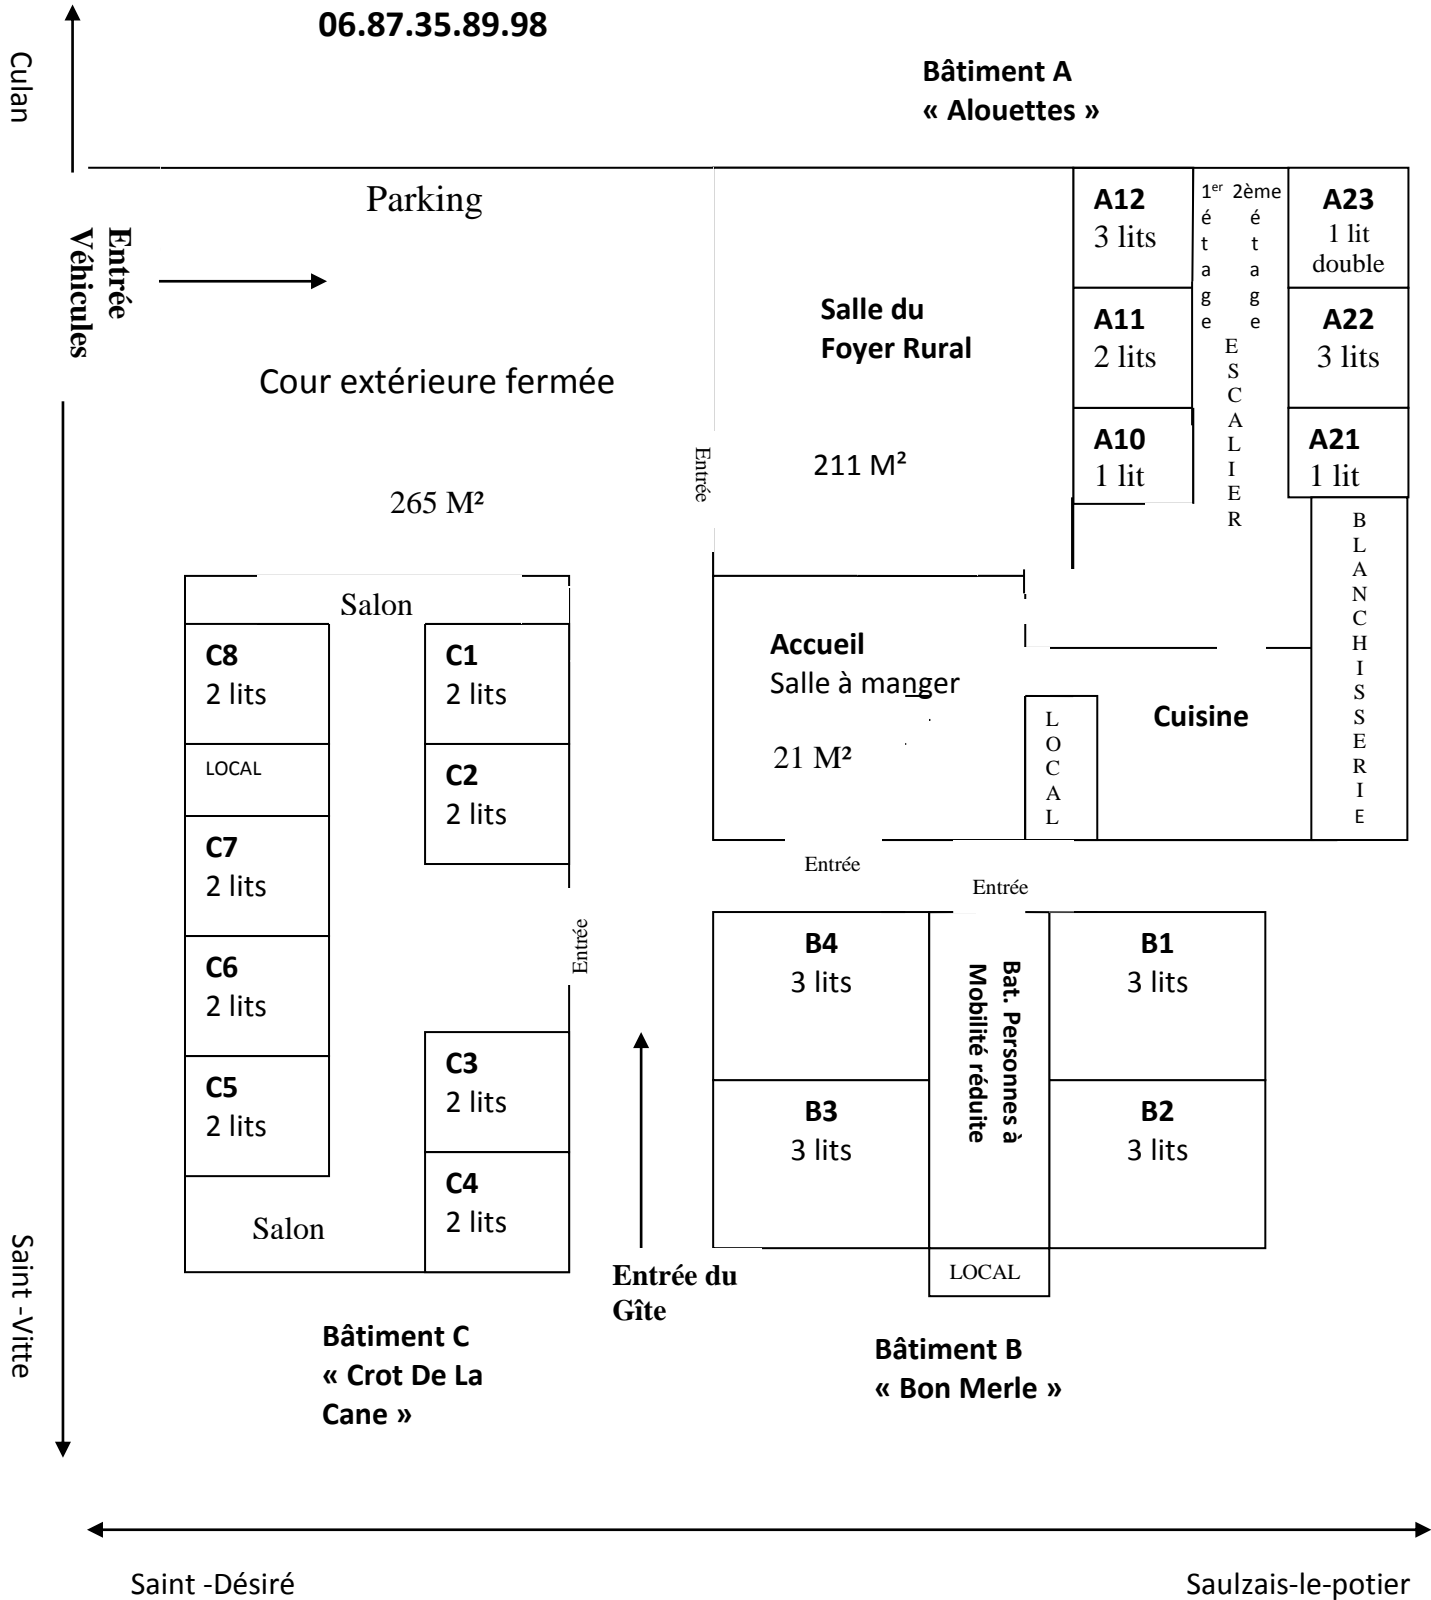 06.87.35.89.98
Culan
Bâtiment A
« Alouettes »
Parking
Entrée
Véhicules
Cour extérieure fermée
265 M²
Salle du
Foyer Rural
211 M²
Entrée
A12
3 lits
A11
2 lits
A10
1 lit
1er 2ème
étage étage
ESCALIER
A23
1 lit
double
A22
3 lits
A21
1 lit
BLANCHISSERIE
Salon
C8
2 lits
LOCAL
C7
2 lits
C6
2 lits
C5
2 lits
Salon
C1
2 lits
C2
2 lits
Entrée
C3
2 lits
C4
2 lits
Accueil
Salle à manger
21 M²
LOCAL
Cuisine
Entrée
Entrée
B4
3 lits
B3
3 lits
Bat. Personnes à
Mobilité réduite
B1
3 lits
B2
3 lits
LOCAL
Entrée du
Gîte
Bâtiment C
« Crot De La
Cane »
Bâtiment B
« Bon Merle »
Saint -Vitte
Saint -Désiré
Saulzais-le-potier